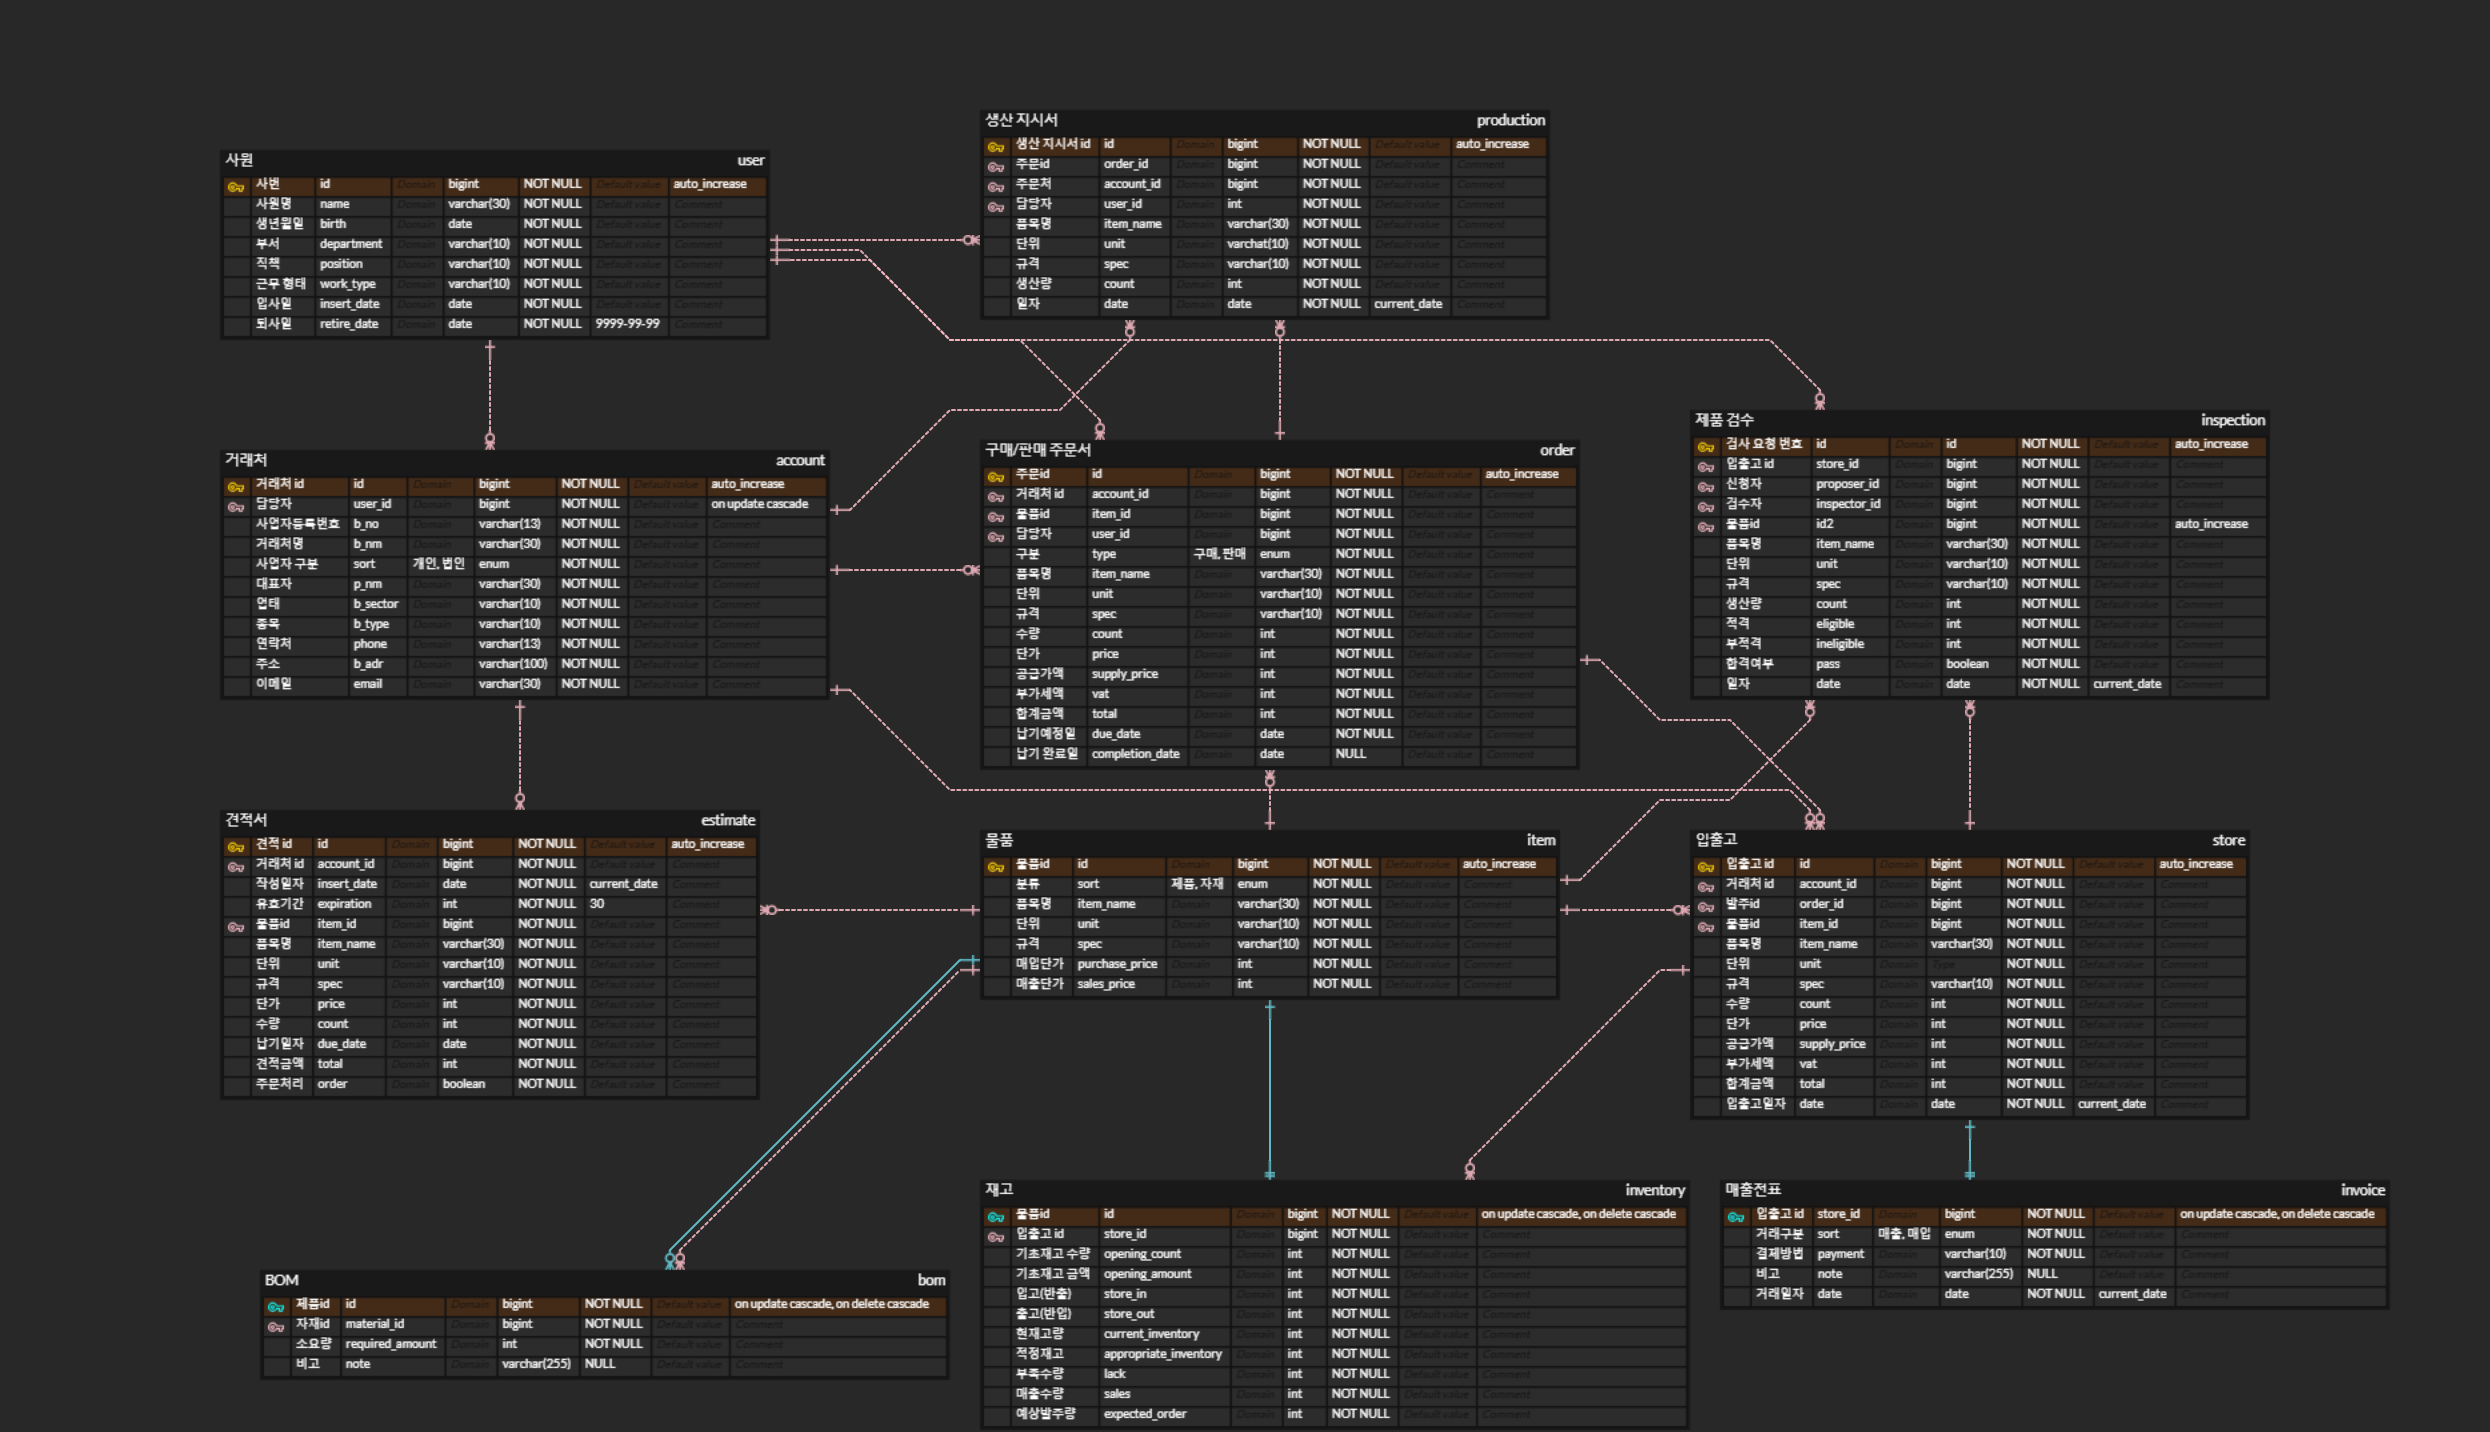 생산 지시서 production
생산 지시서 id id Domain bigint NOT NULL Default value auto_increase
주문id order_id Domain bigint NOT NULL Default value Comment
주문처 account_id Domain bigint NOT NULL Default value Comment
담당자 user_id Domain int NOT NULL Default value Comment
품목명 item_name Domain varchar(30) NOT NULL Default value Comment
단위 unit Domain varchat(10) NOT NULL Default value Comment
규격 spec Domain varchar(10) NOT NULL Default value Comment
생산량 count Domain int NOT NULL Default value Comment
일자 date Domain date NOT NULL current_date Comment
사원 user
사번 id Domain bigint NOT NULL Default value auto_increase
사원명 name Domain varchar(30) NOT NULL Default value Comment
생년월일 birth Domain date NOT NULL Default value Comment
부서 department Domain varchar(10) NOT NULL Default value Comment
직책 position Domain varchar(10) NOT NULL Default value Comment
근무 형태 work_type Domain varchar(10) NOT NULL Default value Comment
입사일 insert_date Domain date NOT NULL Default value Comment
퇴사일 retire_date Domain date NOT NULL 9999-99-99 Comment
제품 검수 inspection
검사 요청 번호 id Domain id NOT NULL Default value auto_increase
입출고 id store_id Domain bigint NOT NULL Default value Comment
신청자 proposer_id Domain bigint NOT NULL Default value Comment
검수자 inspector_id Domain bigint NOT NULL Default value Comment
물품id id2 Domain bigint NOT NULL Default value auto_increase
품목명 item_name Domain varchar(30) NOT NULL Default value Comment
단위 unit Domain varchar(10) NOT NULL Default value Comment
규격 spec Domain varchar(10) NOT NULL Default value Comment
생산량 count Domain int NOT NULL Default value Comment
적격 eligible Domain int NOT NULL Default value Comment
부적격 ineligible Domain int NOT NULL Default value Comment
합격여부 pass Domain boolean NOT NULL Default value Comment
일자 date Domain date NOT NULL current_date Comment
구매/판매 주문서 order
주문id id Domain bigint NOT NULL Default value auto_increase
거래처 id account_id Domain bigint NOT NULL Default value Comment
물품id item_id Domain bigint NOT NULL Default value Comment
담당자 user_id Domain bigint NOT NULL Default value Comment
구분 type 구매, 판매 enum NOT NULL Default value Comment
품목명 item_name Domain varchar(30) NOT NULL Default value Comment
단위 unit Domain varchar(10) NOT NULL Default value Comment
규격 spec Domain varchar(10) NOT NULL Default value Comment
수량 count Domain int NOT NULL Default value Comment
단가 price Domain int NOT NULL Default value Comment
공급가액 supply_price Domain int NOT NULL Default value Comment
부가세액 vat Domain int NOT NULL Default value Comment
합계금액 total Domain int NOT NULL Default value Comment
납기예정일 due_date Domain date NOT NULL Default value Comment
납기 완료일 completion_date Domain date NULL Default value Comment
거래처 account
거래처 id id Domain bigint NOT NULL Default value auto_increase
담당자 user_id Domain bigint NOT NULL Default value on update cascade
사업자등록번호 b_no Domain varchar(13) NOT NULL Default value Comment
거래처명 b_nm Domain varchar(30) NOT NULL Default value Comment
사업자 구분 sort 개인, 법인 enum NOT NULL Default value Comment
대표자 p_nm Domain varchar(30) NOT NULL Default value Comment
업태 b_sector Domain varchar(10) NOT NULL Default value Comment
종목 b_type Domain varchar(10) NOT NULL Default value Comment
연락처 phone Domain varchar(13) NOT NULL Default value Comment
주소 b_adr Domain varchar(100) NOT NULL Default value Comment
이메일 email Domain varchar(30) NOT NULL Default value Comment
견적서 estimate
견적 id id Domain bigint NOT NULL Default value auto_increase
거래처 id account_id Domain bigint NOT NULL Default value Comment
작성일자 insert_date Domain date NOT NULL current_date Comment
유효기간 expiration Domain int NOT NULL 30 Comment
물품id item_id Domain bigint NOT NULL Default value Comment
품목명 item_name Domain varchar(30) NOT NULL Default value Comment
단위 unit Domain varchar(10) NOT NULL Default value Comment
규격 spec Domain varchar(10) NOT NULL Default value Comment
단가 price Domain int NOT NULL Default value Comment
수량 count Domain int NOT NULL Default value Comment
납기일자 due_date Domain date NOT NULL Default value Comment
견적금액 total Domain int NOT NULL Default value Comment
주문처리 order Domain boolean NOT NULL Default value Comment
물품 item
물품id id Domain bigint NOT NULL Default value auto_increase
분류 sort 제품, 자재 enum NOT NULL Default value Comment
품목명 item_name Domain varchar(30) NOT NULL Default value Comment
단위 unit Domain varchar(10) NOT NULL Default value Comment
규격 spec Domain varchar(10) NOT NULL Default value Comment
매입단가 purchase_price Domain int NOT NULL Default value Comment
매출단가 sales_price Domain int NOT NULL Default value Comment
입출고 store
입출고 id id Domain bigint NOT NULL Default value auto_increase
거래처 id account_id Domain bigint NOT NULL Default value Comment
발주id order_id Domain bigint NOT NULL Default value Comment
물품id item_id Domain bigint NOT NULL Default value Comment
품목명 item_name Domain varchar(30) NOT NULL Default value Comment
단위 unit Domain Type NOT NULL Default value Comment
규격 spec Domain varchar(10) NOT NULL Default value Comment
수량 count Domain int NOT NULL Default value Comment
단가 price Domain int NOT NULL Default value Comment
공급가액 supply_price Domain int NOT NULL Default value Comment
부가세액 vat Domain int NOT NULL Default value Comment
합계금액 total Domain int NOT NULL Default value Comment
입출고일자 date Domain date NOT NULL current_date Comment
BOM bom
제품id id Domain bigint NOT NULL Default value on update cascade, on delete cascade
자재id material_id Domain bigint NOT NULL Default value Comment
소요량 required_amount Domain int NOT NULL Default value Comment
비고 note Domain varchar(255) NULL Default value Comment
재고 inventory
물품id id Domain bigint NOT NULL Default value on update cascade, on delete cascade
입출고 id store_id Domain bigint NOT NULL Default value Comment
기초재고 수량 opening_count Domain int NOT NULL Default value Comment
기초재고 금액 opening_amount Domain int NOT NULL Default value Comment
입고(반출) store_in Domain int NOT NULL Default value Comment
출고(반입) store_out Domain int NOT NULL Default value Comment
현재고량 current_inventory Domain int NOT NULL Default value Comment
적정재고 appropriate_inventory Domain int NOT NULL Default value Comment
부족수량 lack Domain int NOT NULL Default value Comment
매출수량 sales Domain int NOT NULL Default value Comment
예상발주량 expected_order Domain int NOT NULL Default value Comment
매출전표 invoice
입출고 id store_id Domain bigint NOT NULL Default value on update cascade, on delete cascade
거래구분 sort 매출, 매입 enum NOT NULL Default value Comment
결제방법 payment Domain varchar(10) NOT NULL Default value Comment
비고 note Domain varchar(255) NULL Default value Comment
거래일자 date Domain date NOT NULL current_date Comment